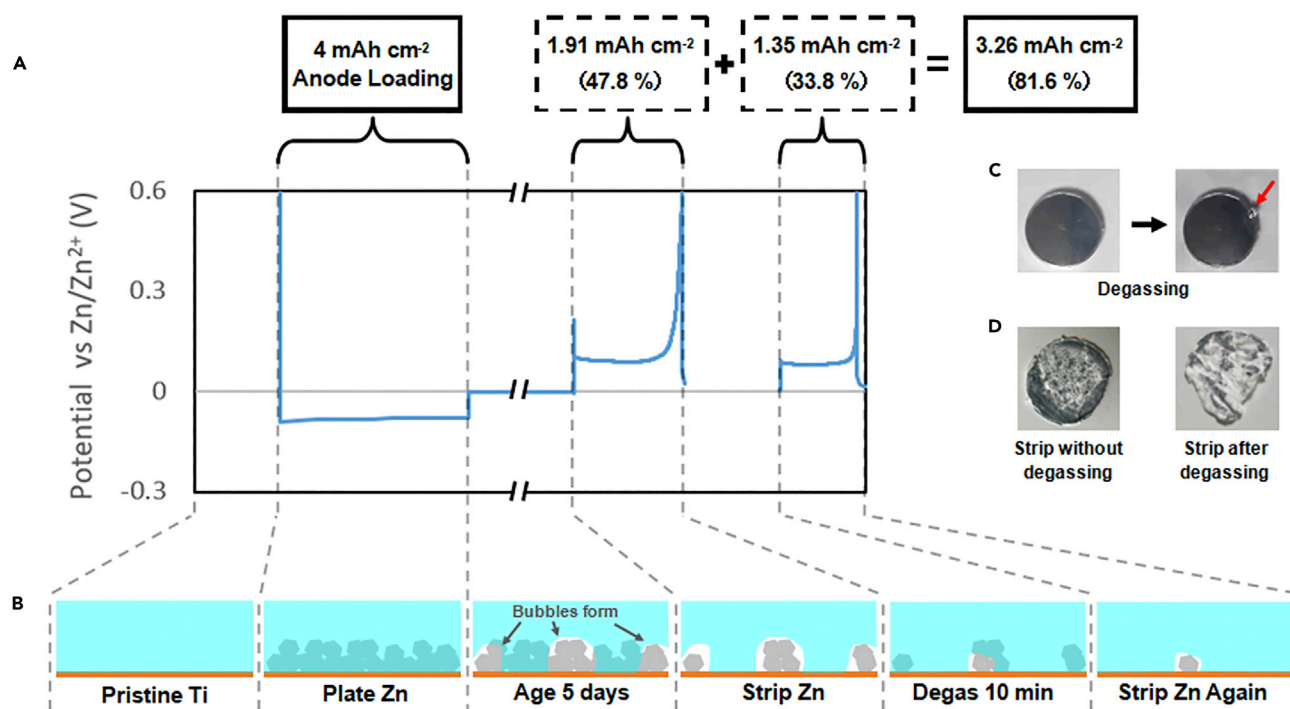 A
4 mAh cm-2
Anode Loading
1.91 mAh cm-2
(47.8 %)
+
1.35 mAh cm-2
(33.8 %)
=
3.26 mAh cm-2
(81.6 %)
Potential vs Zn/Zn2+ (V)
0.6
0.3
0
-0.3
C
Degassing
D
Strip without
degassing
Strip after
degassing
B
Bubbles form
Pristine Ti
Plate Zn
Age 5 days
Strip Zn
Degas 10 min
Strip Zn Again